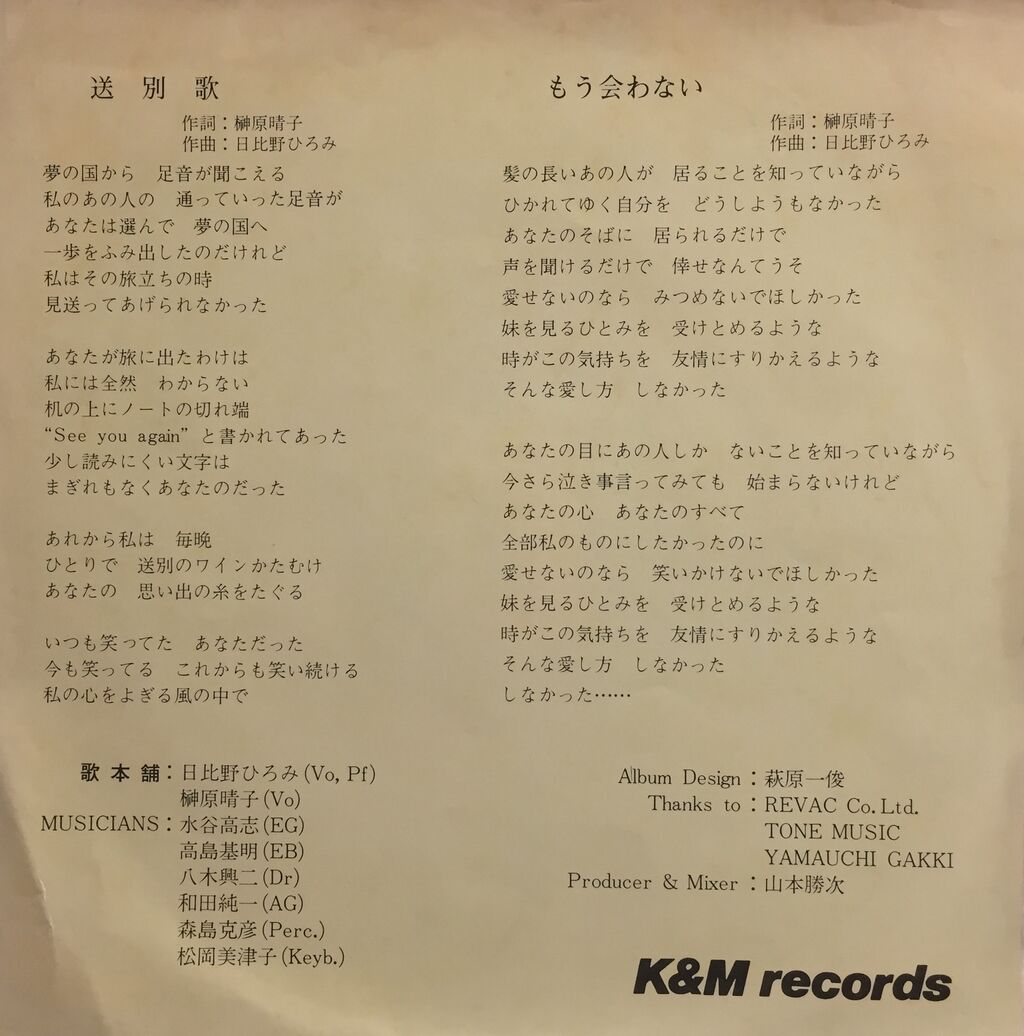 送別歌
作詞：榊原晴子
作曲：日比野ひろみ
夢の国から　足音が聞こえる
私のあの人の　通っていった足音が
あなたは選んで　夢の国へ
一歩をふみ出したのだけれど
私はその旅立ちの時
見送ってあげられなかった
あなたが旅に出たわけは
私には全然　わからない
机の上にノートの切れ端
“See you again” と書かれてあった
少し読みにくい文字は
まぎれもなくあなたのだった
あれから私は　毎晩
ひとりで　送別のワインかたむけ
あなたの　思い出の糸をたぐる
いつも笑ってた　あなただった
今も笑ってる　これからも笑い続ける
私の心をよぎる風の中で
もう会わない
作詞：榊原晴子
作曲：日比野ひろみ
髪の長いあの人が　居ることを知っていながら
ひかれてゆく自分を　どうしようもなかった
あなたのそばに　居られるだけで
声を聞けるだけで　倖せなんてうそ
愛せないのなら　みつめないでほしかった
妹を見るひとみを　受けとめるような
時がこの気持ちを　友情にすりかえるような
そんな愛し方　しなかった
あなたの目にあの人しか　ないことを知っていながら
今さら泣き事言ってみても　始まらないけれど
あなたの心　あなたのすべて
全部私のものにしたかったのに
愛せないのなら　笑いかけないでほしかった
妹を見るひとみを　受けとめるような
時がこの気持ちを　友情にすりかえるような
そんな愛し方　しなかった
しなかった……
歌本舗：日比野ひろみ(Vo, Pf)
榊原晴子(Vo)
MUSICIANS：水谷高志(EG)
高島基明(EB)
八木興二(Dr)
和田純一(AG)
森島克彦(Perc.)
松岡美津子(Keyb.)
Album Design：萩原一俊
Thanks to：REVAC Co. Ltd.
TONE MUSIC
YAMAUCHI GAKKI
Producer & Mixer：山本勝次
K&M records